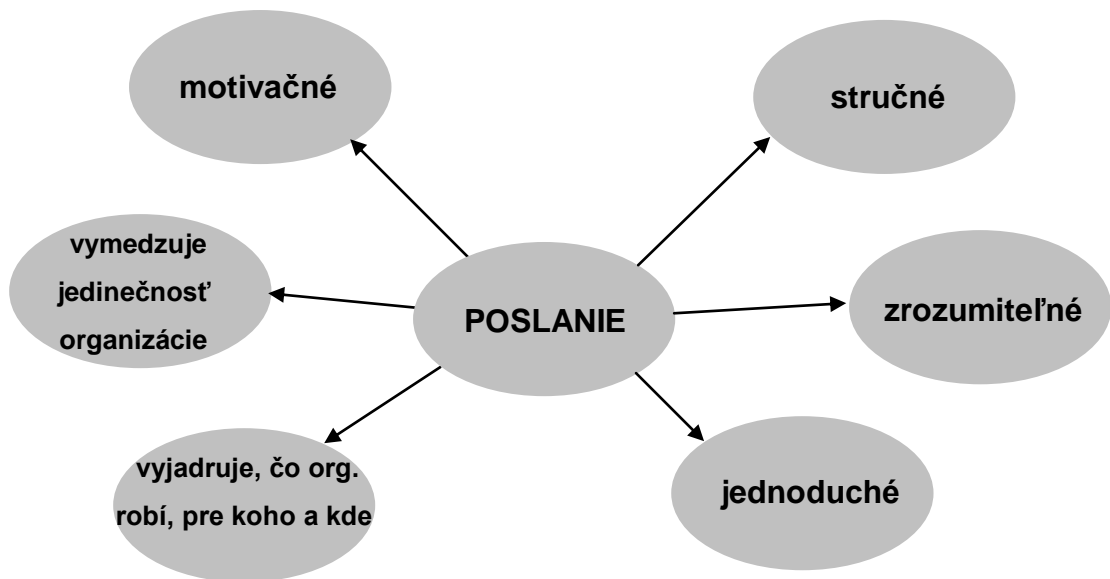 motivačné
stručné
vymedzuje
jedinečnosť
organizácie
POSLANIE
zrozumiteľné
vyjadruje, čo org.
robí, pre koho a kde
jednoduché